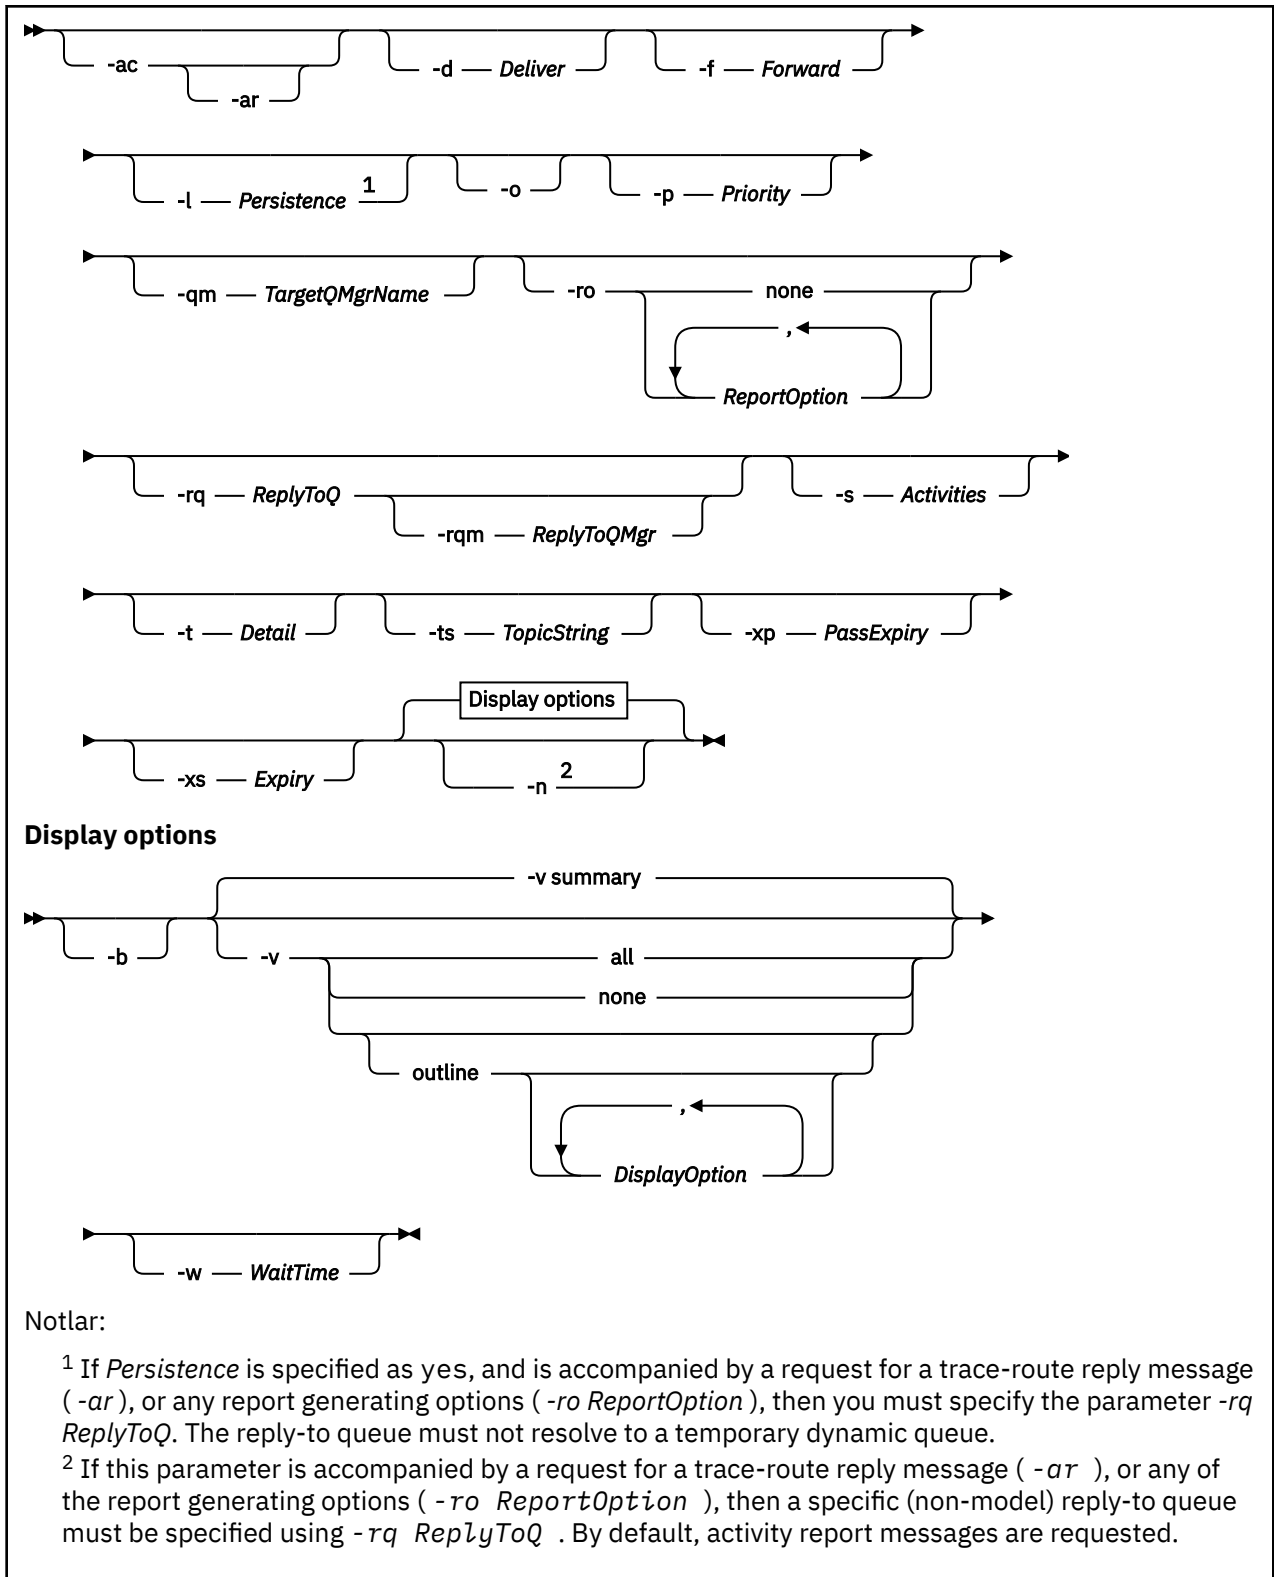 -ac -d Deliver -f Forward
-ar
-l Persistence 1 -o -p Priority
-qm TargetQMgrName -ro none
,
ReportOption
-rq ReplyToQ -s Activities
-rqm ReplyToQMgr
-t Detail -ts TopicString -xp PassExpiry
Display options
-xs Expiry -n 2
Display options
-v summary
-b -v all
none
outline
,
DisplayOption
-w WaitTime
Notlar:
1 If Persistence is specified as yes, and is accompanied by a request for a trace-route reply message
( -ar ), or any report generating options ( -ro ReportOption ), then you must specify the parameter -rq
ReplyToQ. The reply-to queue must not resolve to a temporary dynamic queue.
2 If this parameter is accompanied by a request for a trace-route reply message ( -ar ), or any of
the report generating options ( -ro ReportOption ), then a specific (non-model) reply-to queue
must be specified using -rq ReplyToQ . By default, activity report messages are requested.